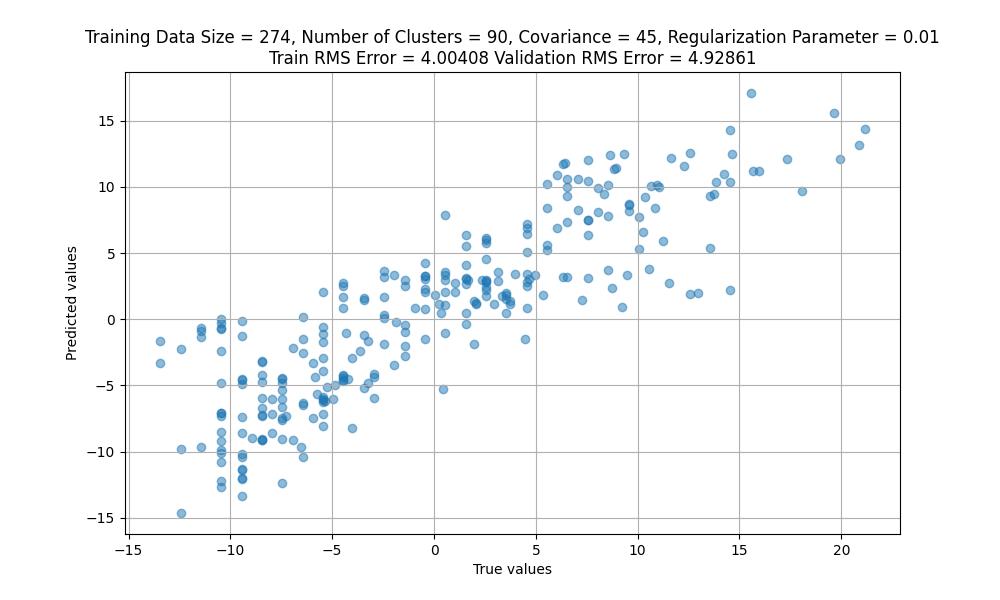 Training Data Size = 274, Number of Clusters = 90, Covariance = 45, Regularization Parameter = 0.01
Train RMS Error = 4.00408 Validation RMS Error = 4.92861
15
10
5
0
−5
−10
−15
Predicted values
−15 −10 −5 0 5 10 15 20
True values